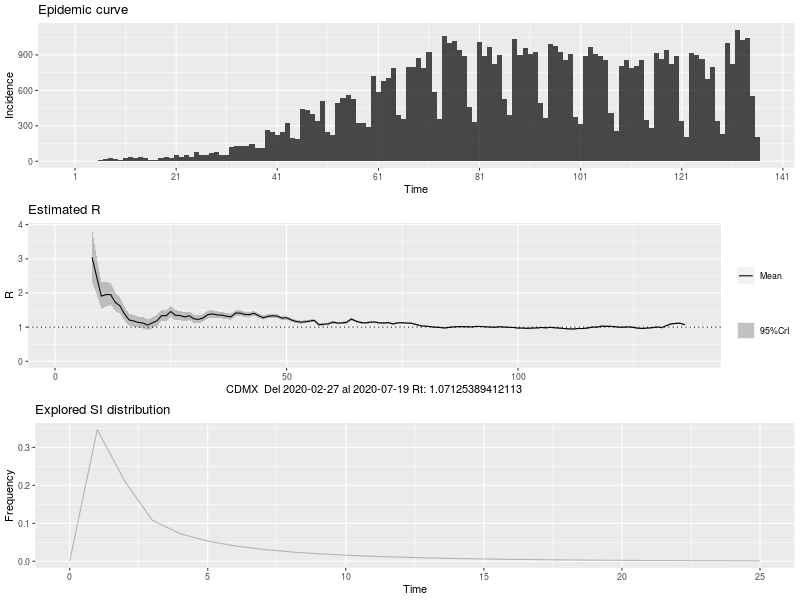 Epidemic curve
Incidence
900
600
300
0
1 21 41 61 81 101 121 141
Time
Estimated R
R
4
3
2
1
0
0 50 100
CDMX Del 2020-02-27 al 2020-07-19 Rt: 1.07125389412113
Mean
95%CrI
Explored SI distribution
Frequency
0.3
0.2
0.1
0.0
0 5 10 15 20 25
Time